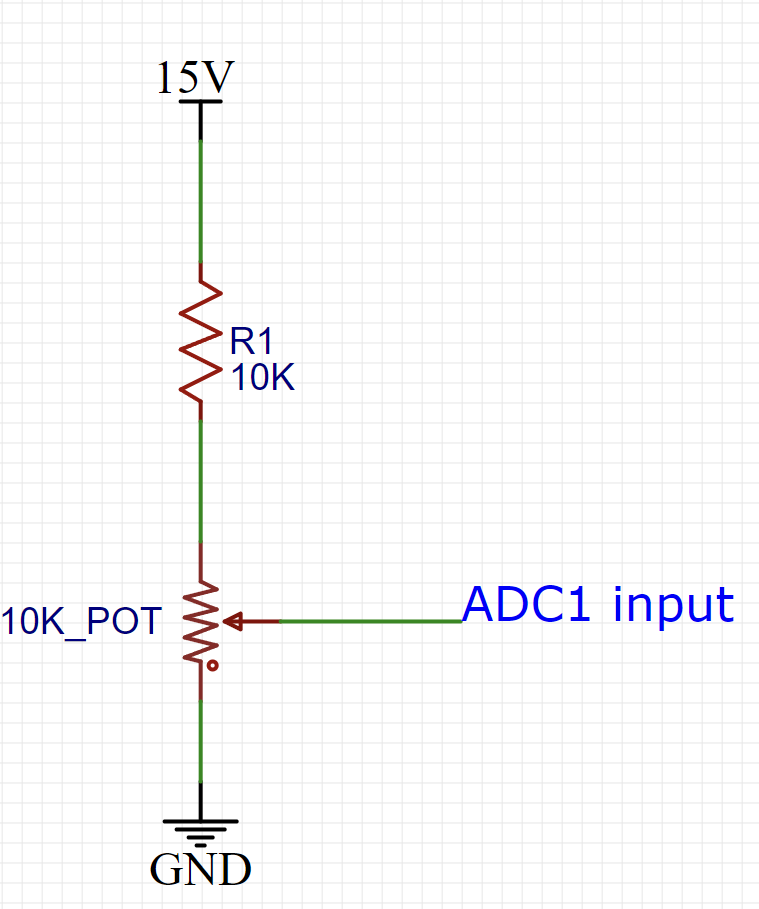 15V
R1
10K
10K_POT
ADC1 input
GND